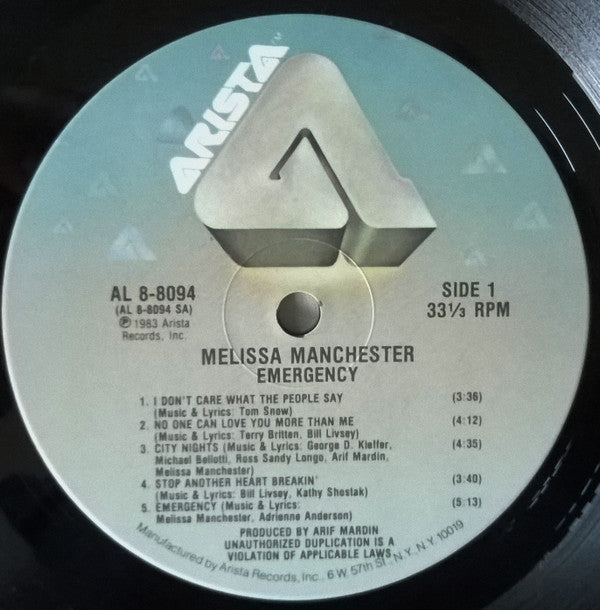 ARISTA
AL 8-8094
(AL 8-8094 SA)
℗ 1983 Arista
Records, Inc.
SIDE 1
33⅓ RPM
MELISSA MANCHESTER
EMERGENCY
1. I DON'T CARE WHAT THE PEOPLE SAY (3:36)
(Music & Lyrics: Tom Snow)
2. NO ONE CAN LOVE YOU MORE THAN ME (4:12)
(Music & Lyrics: Terry Britten, Bill Livsey)
3. CITY NIGHTS (Music & Lyrics: George D. Kieffer, (4:35)
Michael Bellotti, Ross Sandy Longo, Arif Mardin,
Melissa Manchester)
4. STOP ANOTHER HEART BREAKIN' (3:40)
(Music & Lyrics: Bill Livsey, Kathy Shostak)
5. EMERGENCY (Music & Lyrics: (5:13)
Melissa Manchester, Adrienne Anderson)
PRODUCED BY ARIF MARDIN
UNAUTHORIZED DUPLICATION IS A
VIOLATION OF APPLICABLE LAWS
Manufactured by Arista Records, Inc., 6 W. 57th St., N.Y., N.Y. 10019